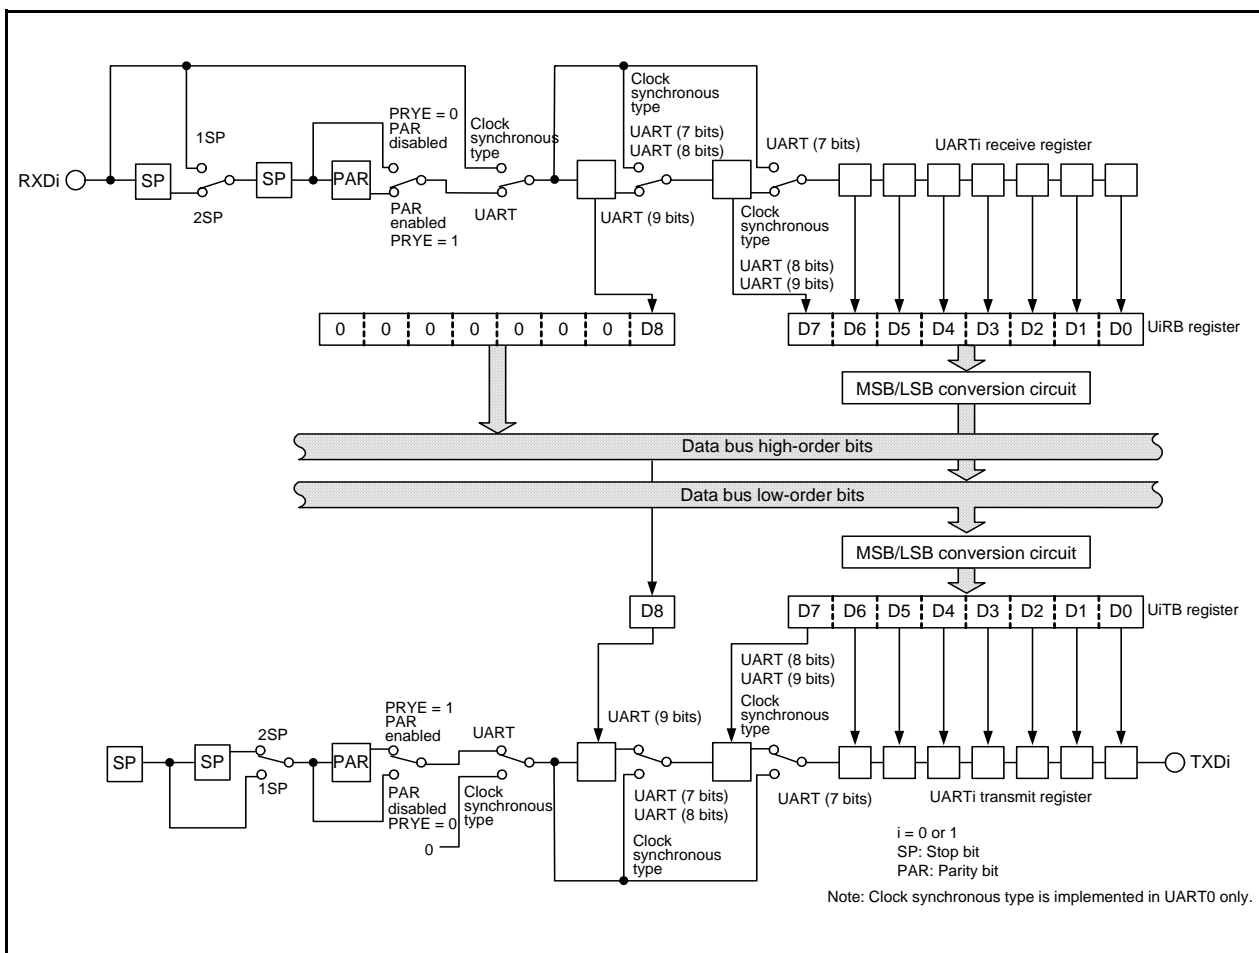 Clock
synchronous
type
PRYE = 0
PAR
disabled
Clock
synchronous
type
1SP
UART (7 bits)
UART (8 bits)
UART (7 bits)
UARTi receive register
RXDi
SP
SP
PAR
2SP
PAR
enabled
PRYE = 1
UART
UART (9 bits)
Clock
synchronous
type
UART (8 bits)
UART (9 bits)
0 0 0 0 0 0 0 D8
D7 D6 D5 D4 D3 D2 D1 D0
UiRB register
MSB/LSB conversion circuit
Data bus high-order bits
Data bus low-order bits
MSB/LSB conversion circuit
D8
D7 D6 D5 D4 D3 D2 D1 D0
UiTB register
UART (8 bits)
UART (9 bits)
Clock
synchronous
type
PRYE = 1
PAR
enabled
UART (9 bits)
2SP
UART
SP
SP
PAR
TXDi
1SP
PAR
disabled
PRYE = 0
0
Clock
synchronous
type
UART (7 bits)
UART (8 bits)
Clock
synchronous
type
UART (7 bits)
UARTi transmit register
i = 0 or 1
SP: Stop bit
PAR: Parity bit
Note: Clock synchronous type is implemented in UART0 only.